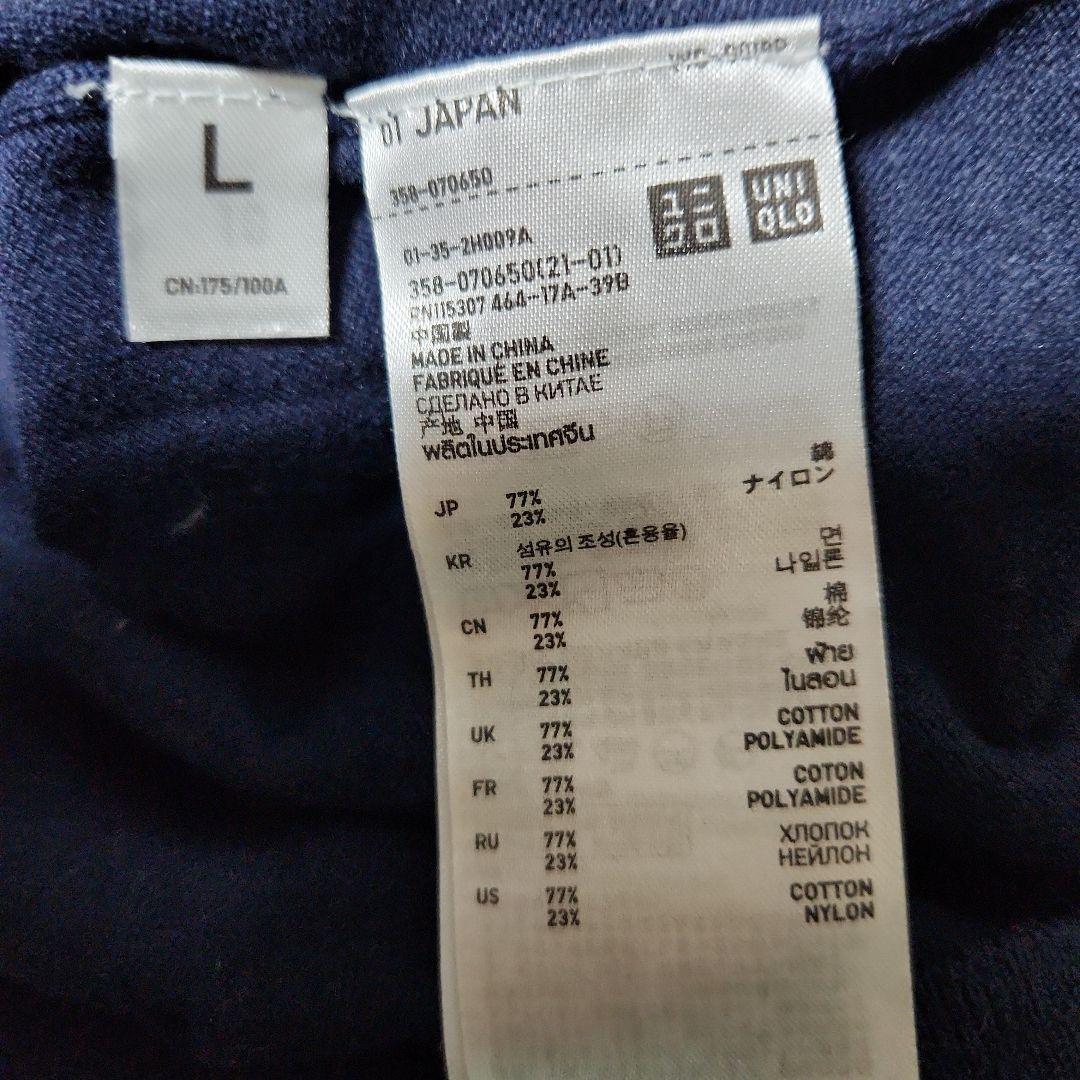 L
CN:175/100A
01 JAPAN
358-070650
ユニ
クロ
UNI
QLO
01-35-2H009A
358-070650(21-01)
RN115307 464-17A-39B
中国製
MADE IN CHINA
FABRIQUÉ EN CHINE
СДЕЛАНО В КИТАЕ
产地 中国
ผลิตในประเทศจีน
JP 77% 綿
23% ナイロン
KR 섬유의 조성(혼용율)
77% 면
23% 나일론
CN 77% 棉
23% 锦纶
TH 77% ฝ้าย
23% ไนลอน
UK 77% COTTON
23% POLYAMIDE
FR 77% COTON
23% POLYAMIDE
RU 77% ХЛОПОК
23% НЕЙЛОН
US 77% COTTON
23% NYLON